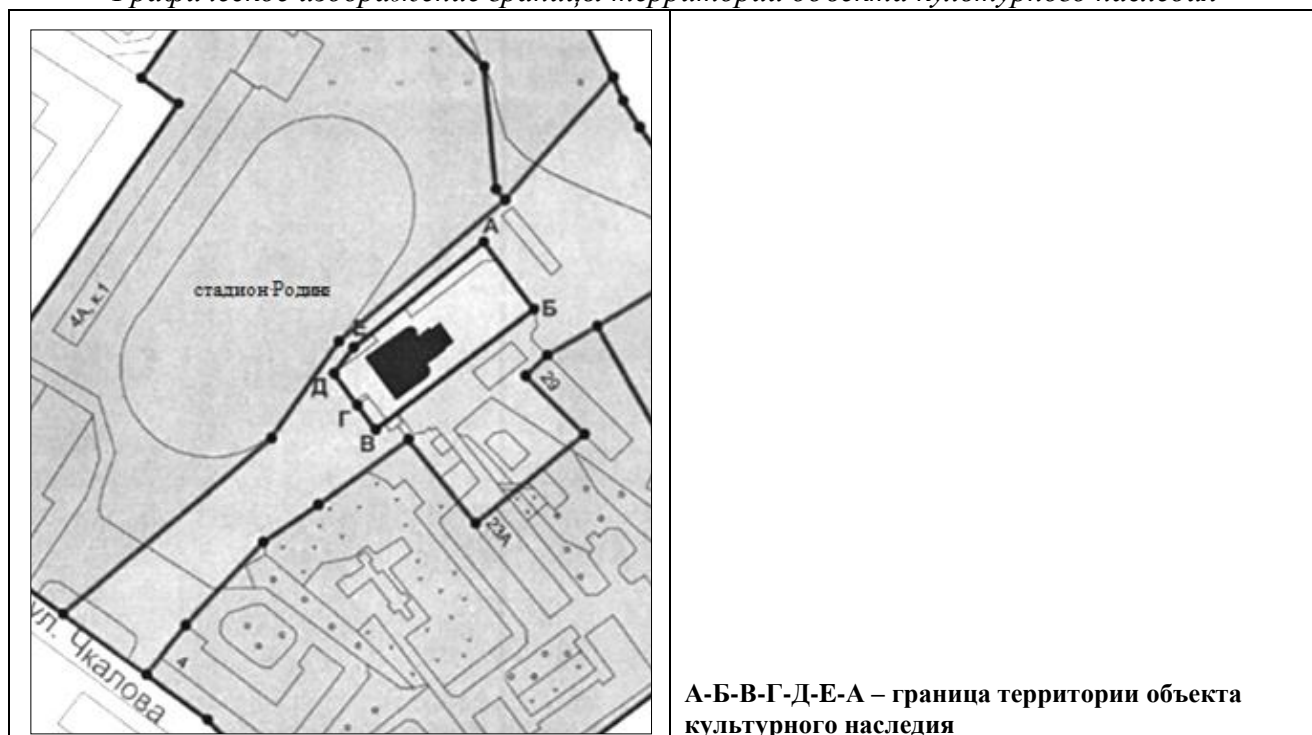 Графическое изображение границы территории объекта культурного наследия
4А, к.1
стадион Родина
А
Б
Е
Д
Г
В
29
23А
4
ул. Чкалова
А-Б-В-Г-Д-Е-А – граница территории объекта
культурного наследия